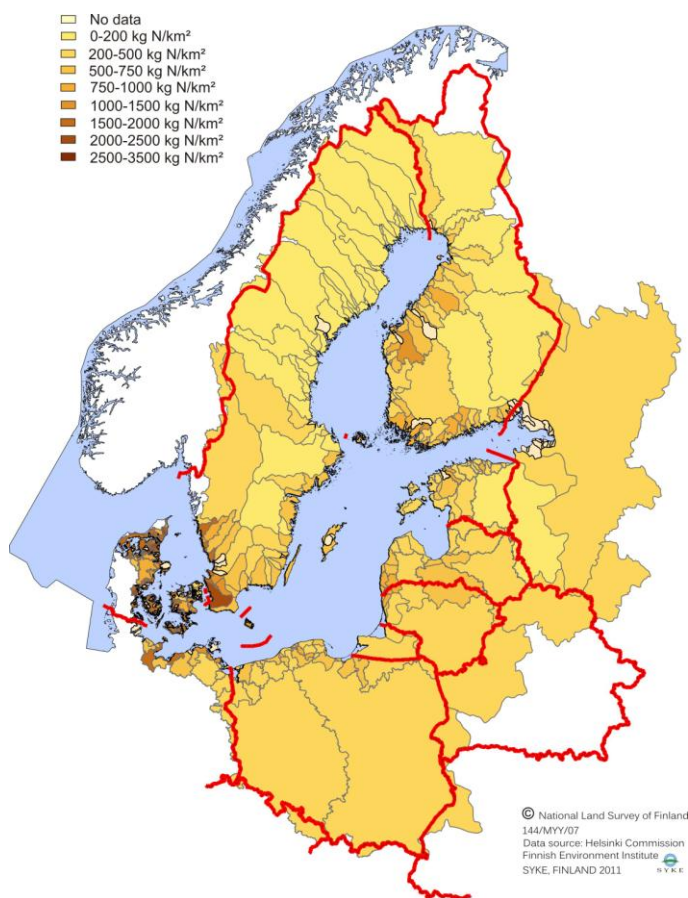 No data
0-200 kg N/km²
200-500 kg N/km²
500-750 kg N/km²
750-1000 kg N/km²
1000-1500 kg N/km²
1500-2000 kg N/km²
2000-2500 kg N/km²
2500-3500 kg N/km²
© National Land Survey of Finland
144/MYY/07
Data source: Helsinki Commission
Finnish Environment Institute
SYKE, FINLAND 2011
SYKE